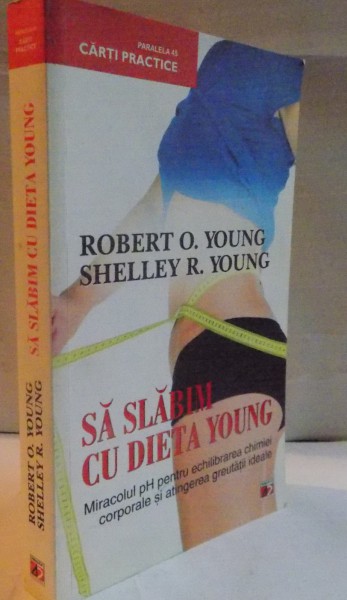 PARALELA 45
CĂRȚI PRACTICE
ROBERT O. YOUNG
SHELLEY R. YOUNG
SĂ SLĂBIM
CU DIETA YOUNG
Miracolul pH pentru echilibrarea chimiei
corporale și atingerea greutății ideale
SĂ SLĂBIM CU DIETA YOUNG
ROBERT O. YOUNG
SHELLEY R. YOUNG